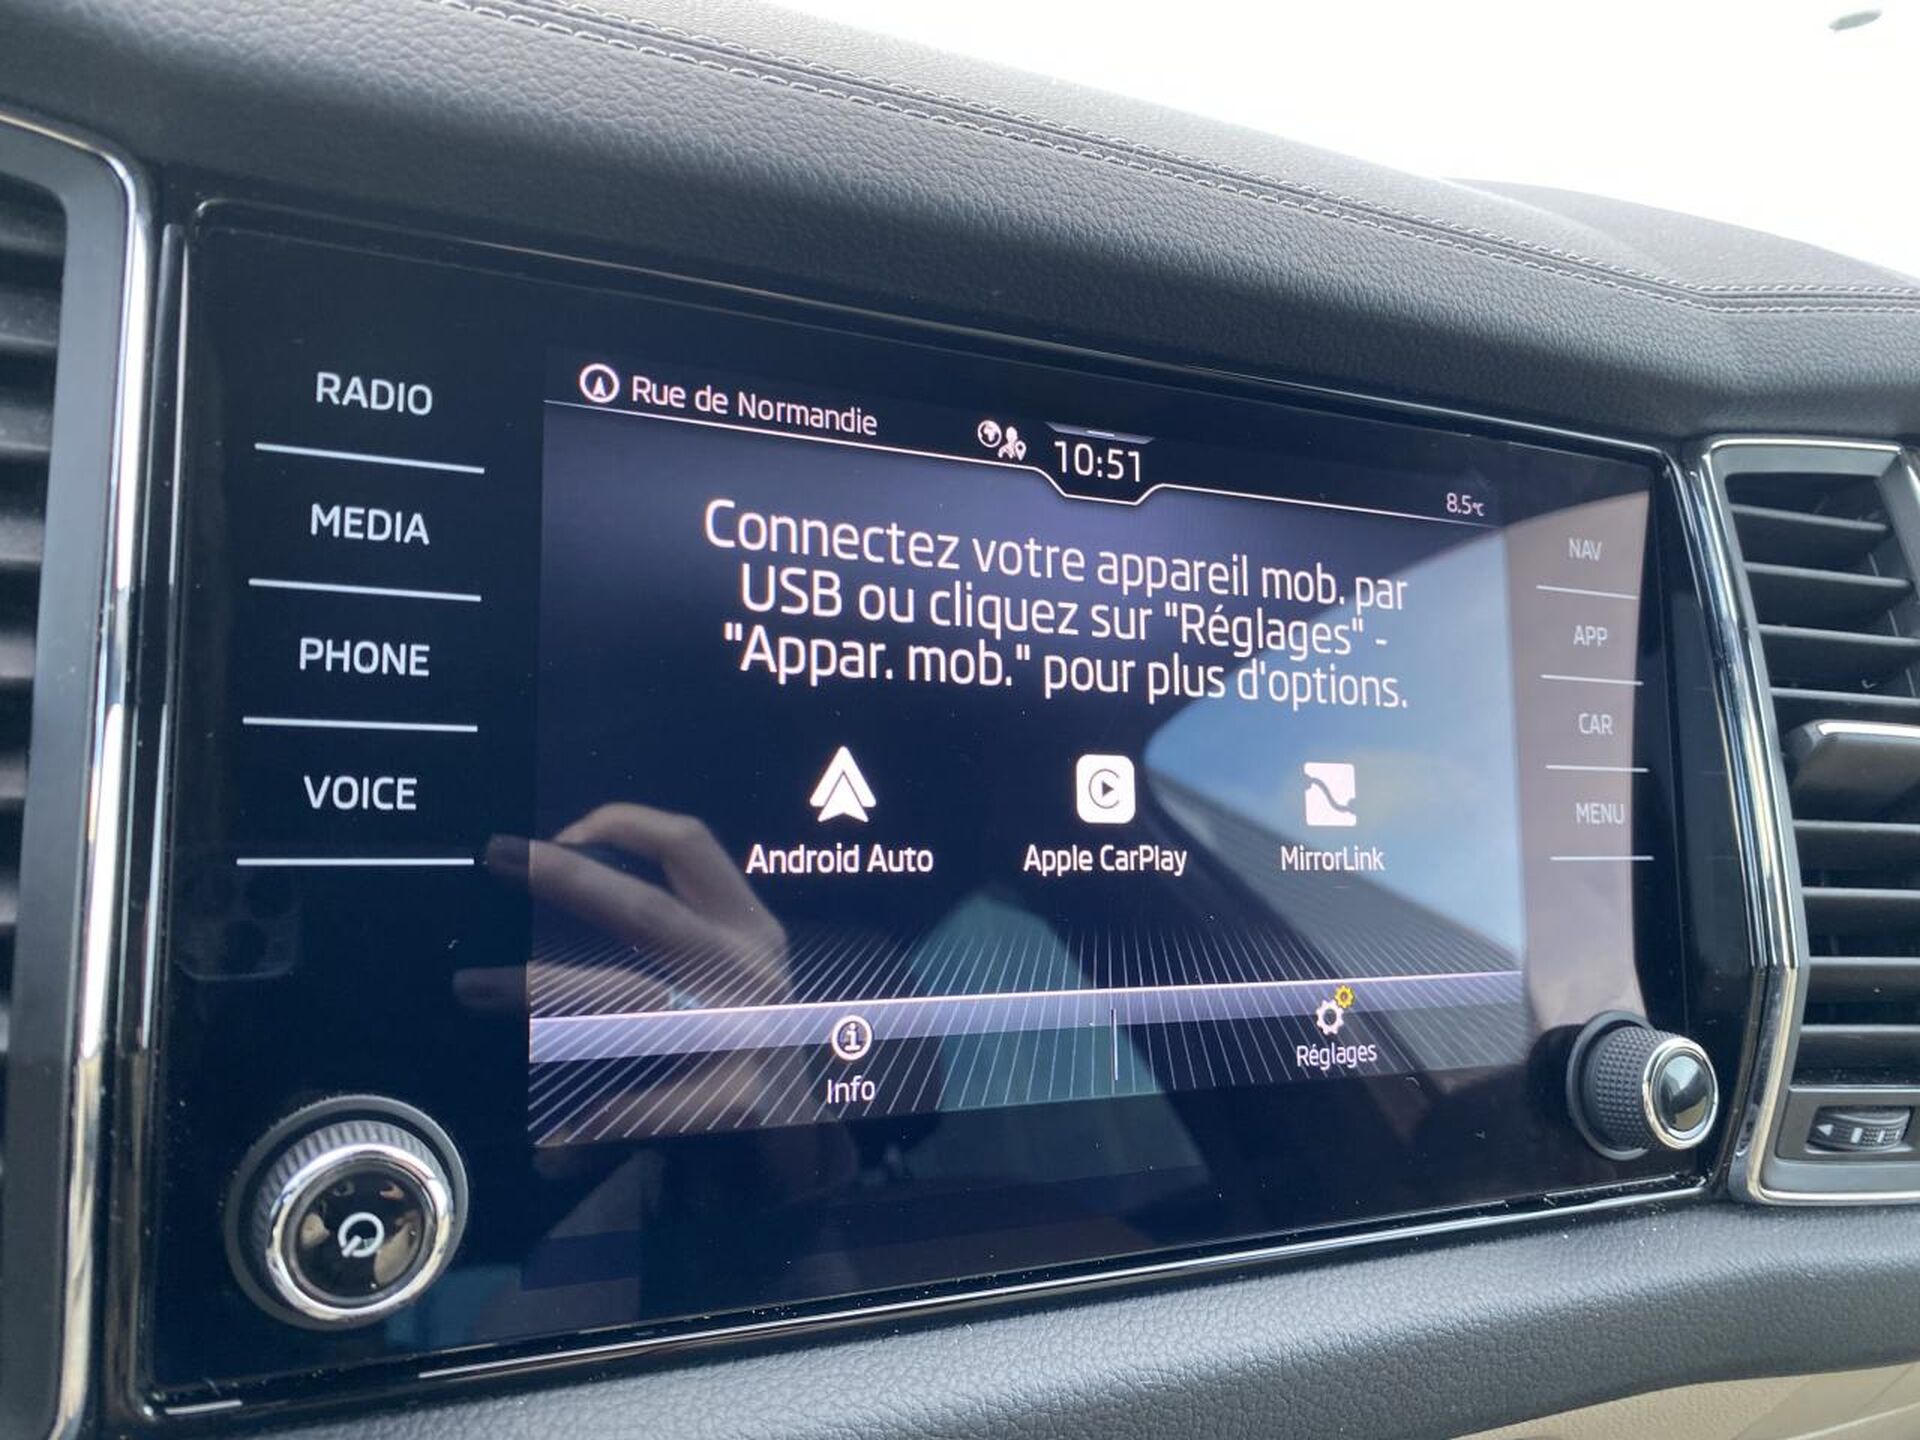 RADIO
MEDIA
PHONE
VOICE
Rue de Normandie
10:51
8.5°C
Connectez votre appareil mob. par
USB ou cliquez sur "Réglages" -
"Appar. mob." pour plus d'options.
Android Auto
Apple CarPlay
MirrorLink
Info
Réglages
NAV
APP
CAR
MENU